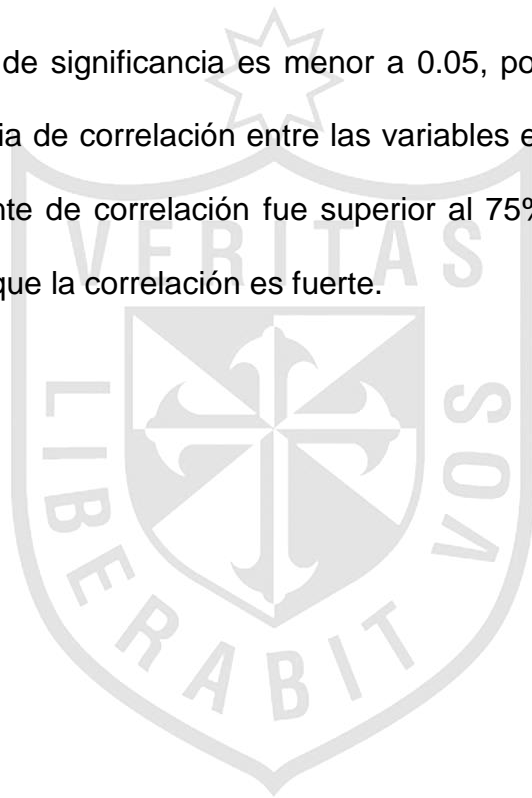 de significancia es menor a 0.05, po
ia de correlación entre las variables e
nte de correlación fue superior al 75%
que la correlación es fuerte.
VERITAS
LIBERABIT VOS